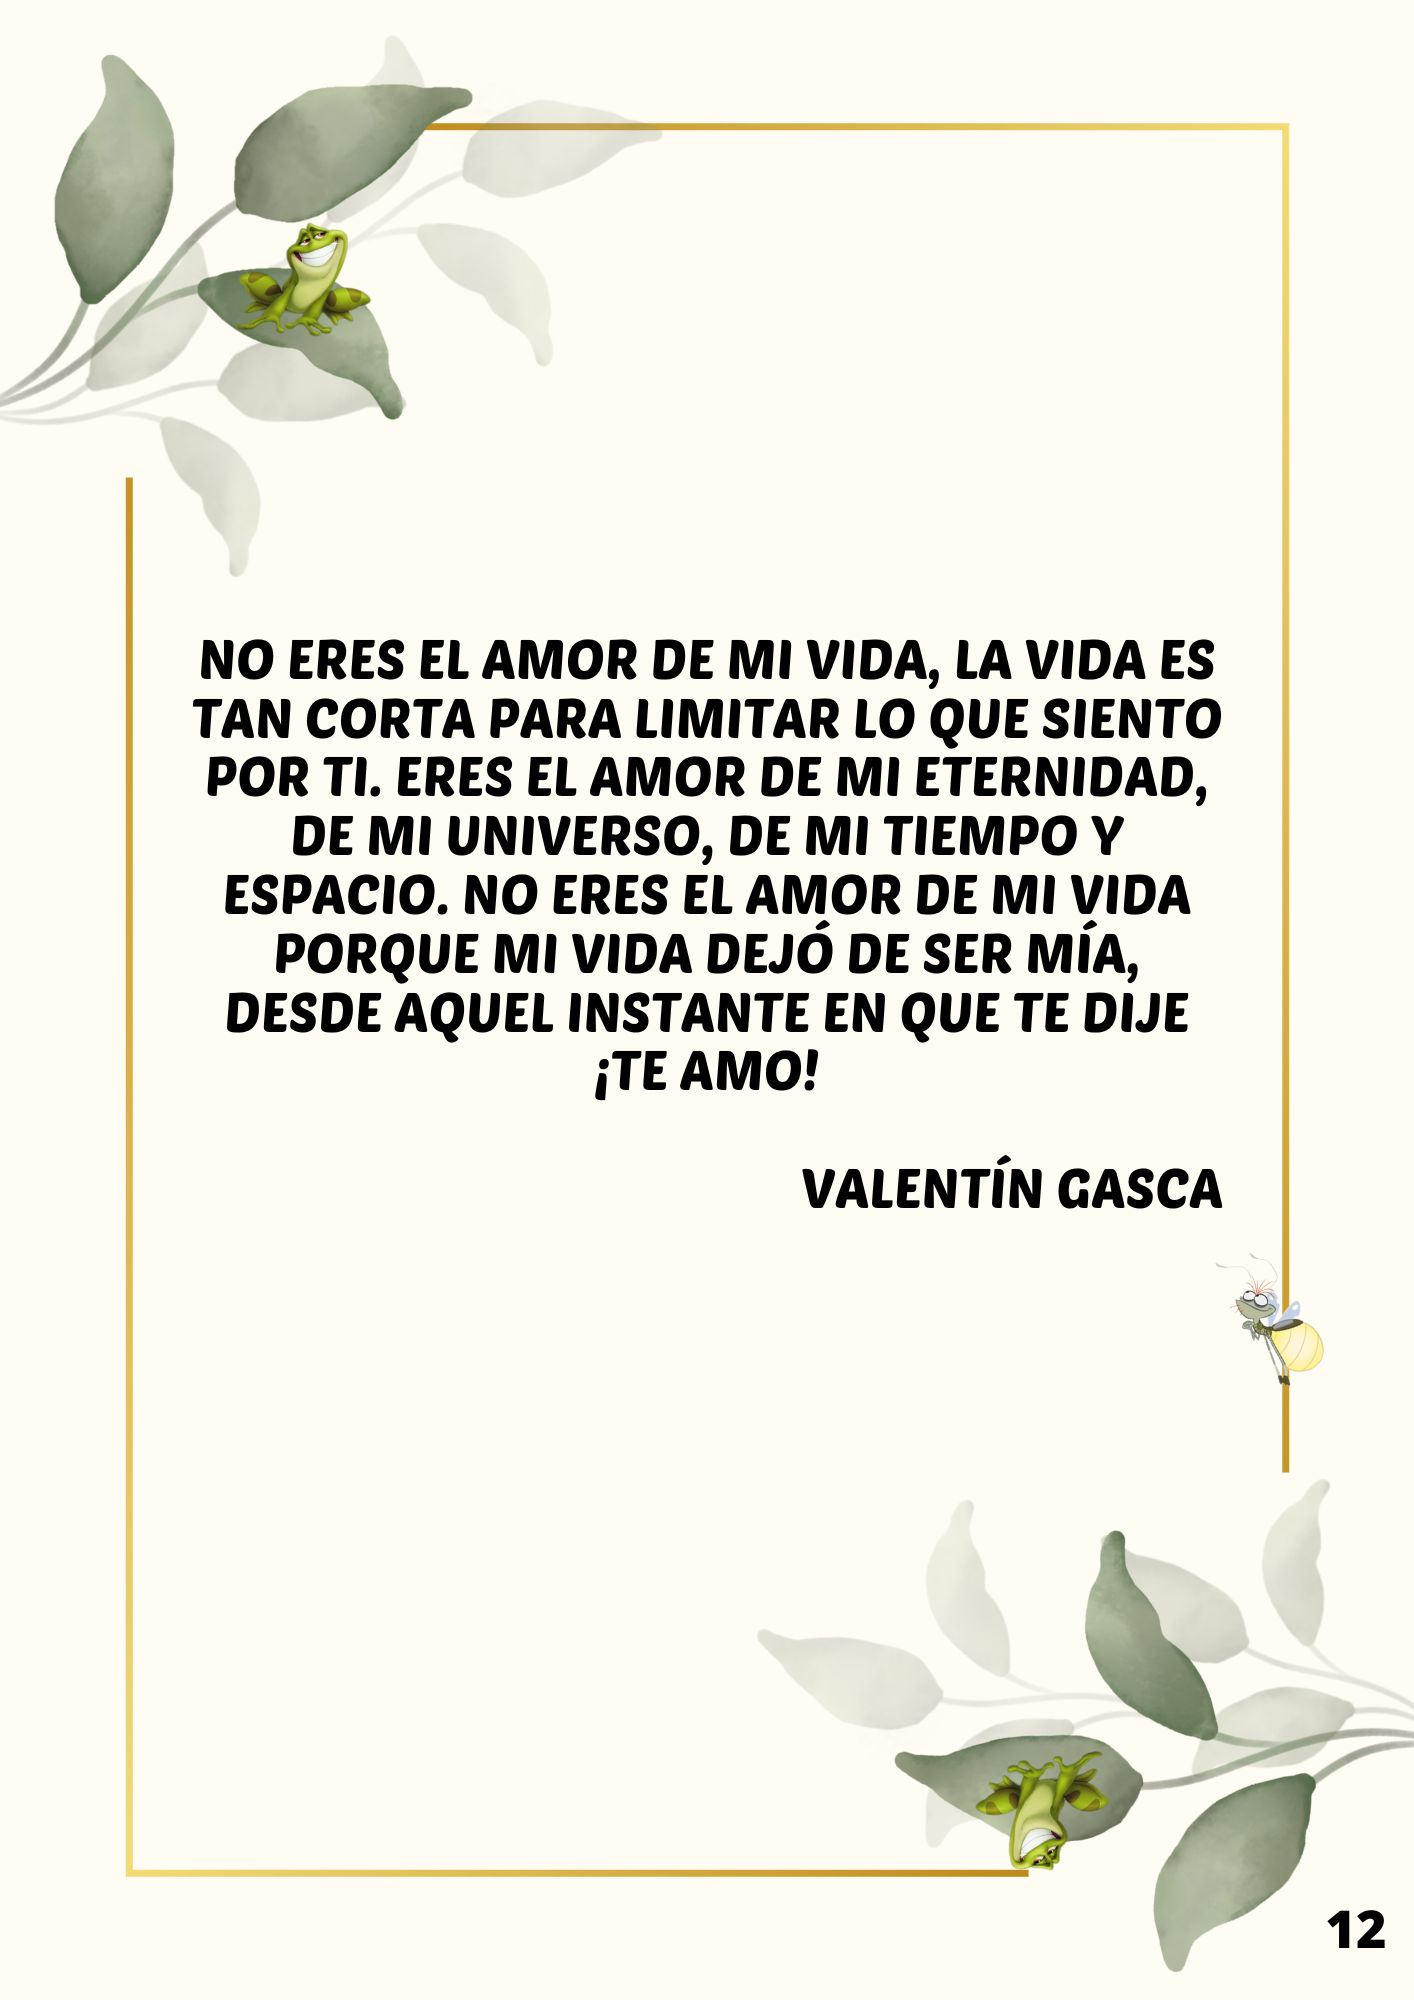 NO ERES EL AMOR DE MI VIDA, LA VIDA ES
TAN CORTA PARA LIMITAR LO QUE SIENTO
POR TI. ERES EL AMOR DE MI ETERNIDAD,
DE MI UNIVERSO, DE MI TIEMPO Y
ESPACIO. NO ERES EL AMOR DE MI VIDA
PORQUE MI VIDA DEJÓ DE SER MÍA,
DESDE AQUEL INSTANTE EN QUE TE DIJE
¡TE AMO!
VALENTÍN GASCA
12